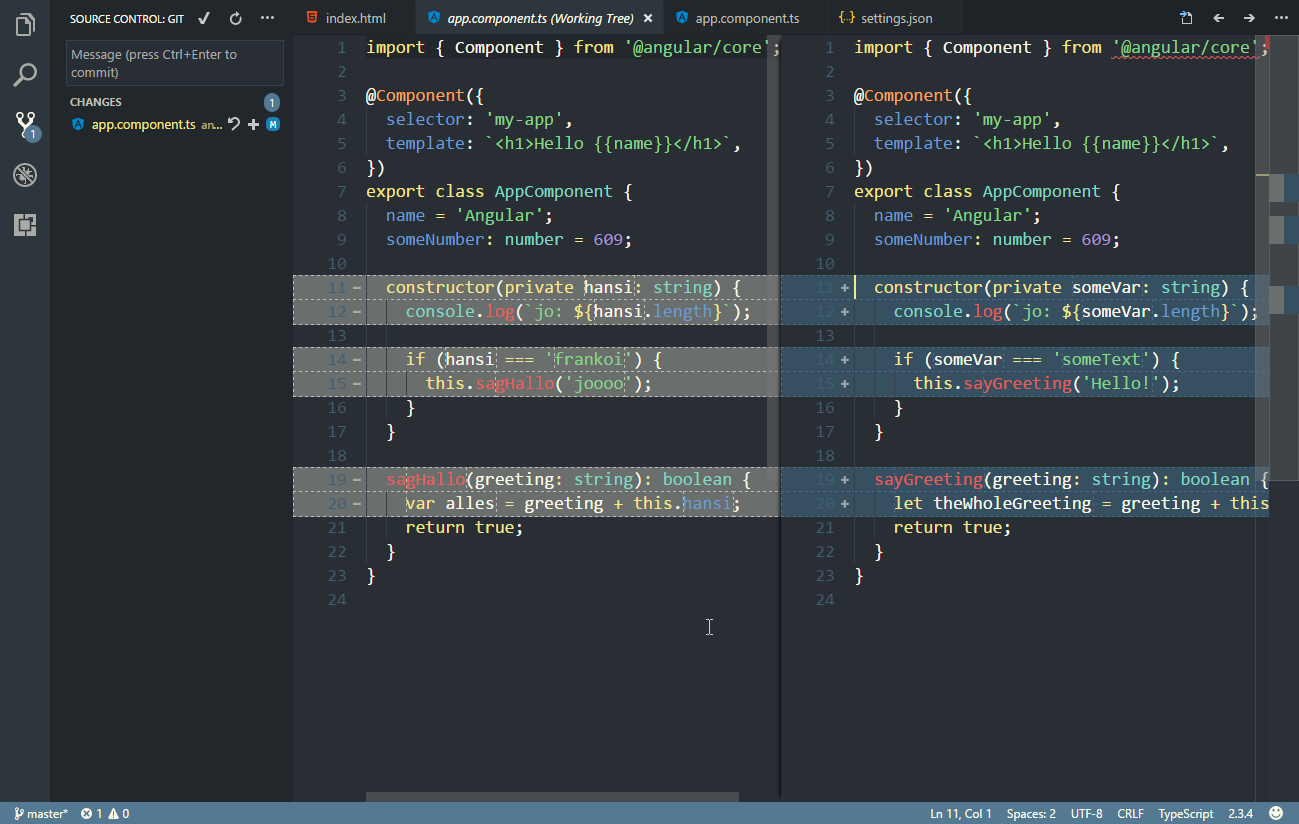 SOURCE CONTROL: GIT
Message (press Ctrl+Enter to
commit)
CHANGES 1
app.component.ts an... M
1
index.html app.component.ts (Working Tree) app.component.ts {} settings.json
1 import { Component } from '@angular/core';
2
3 @Component({
4 selector: 'my-app',
5 template: `<h1>Hello {{name}}</h1>`,
6 })
7 export class AppComponent {
8 name = 'Angular';
9 someNumber: number = 609;
10
11 - constructor(private hansi: string) {
12 - console.log(`jo: ${hansi.length}`);
13
14 - if (hansi === 'frankoi') {
15 - this.sagHallo('joooo');
16 }
17 }
18
19 - sagHallo(greeting: string): boolean {
20 - var alles = greeting + this.hansi;
21 return true;
22 }
23 }
24
1 import { Component } from '@angular/core';
2
3 @Component({
4 selector: 'my-app',
5 template: `<h1>Hello {{name}}</h1>`,
6 })
7 export class AppComponent {
8 name = 'Angular';
9 someNumber: number = 609;
10
11 + constructor(private someVar: string) {
12 + console.log(`jo: ${someVar.length}`);
13
14 + if (someVar === 'someText') {
15 + this.sayGreeting('Hello!');
16 }
17 }
18
19 + sayGreeting(greeting: string): boolean {
20 + let theWholeGreeting = greeting + this
21 return true;
22 }
23 }
24
master* 1 0 Ln 11, Col 1 Spaces: 2 UTF-8 CRLF TypeScript 2.3.4